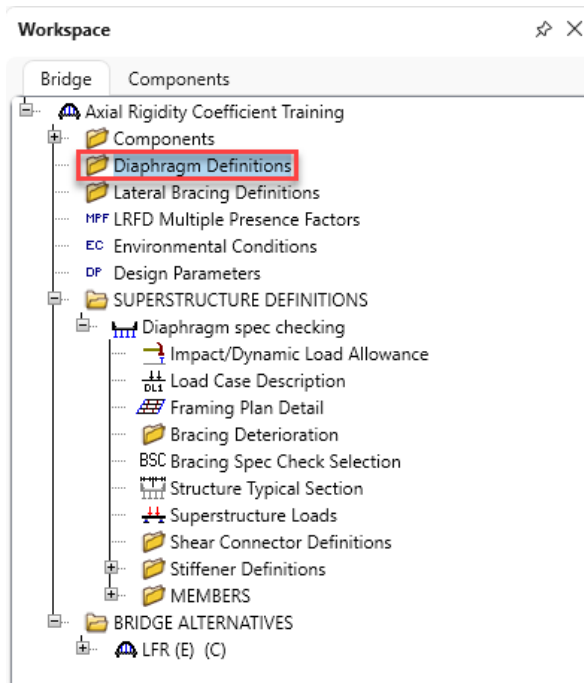 Workspace
Bridge Components
Axial Rigidity Coefficient Training
Components
Diaphragm Definitions
Lateral Bracing Definitions
MPF LRFD Multiple Presence Factors
EC Environmental Conditions
DP Design Parameters
SUPERSTRUCTURE DEFINITIONS
Diaphragm spec checking
Impact/Dynamic Load Allowance
DL1 Load Case Description
Framing Plan Detail
Bracing Deterioration
BSC Bracing Spec Check Selection
Structure Typical Section
Superstructure Loads
Shear Connector Definitions
Stiffener Definitions
MEMBERS
BRIDGE ALTERNATIVES
LFR (E) (C)